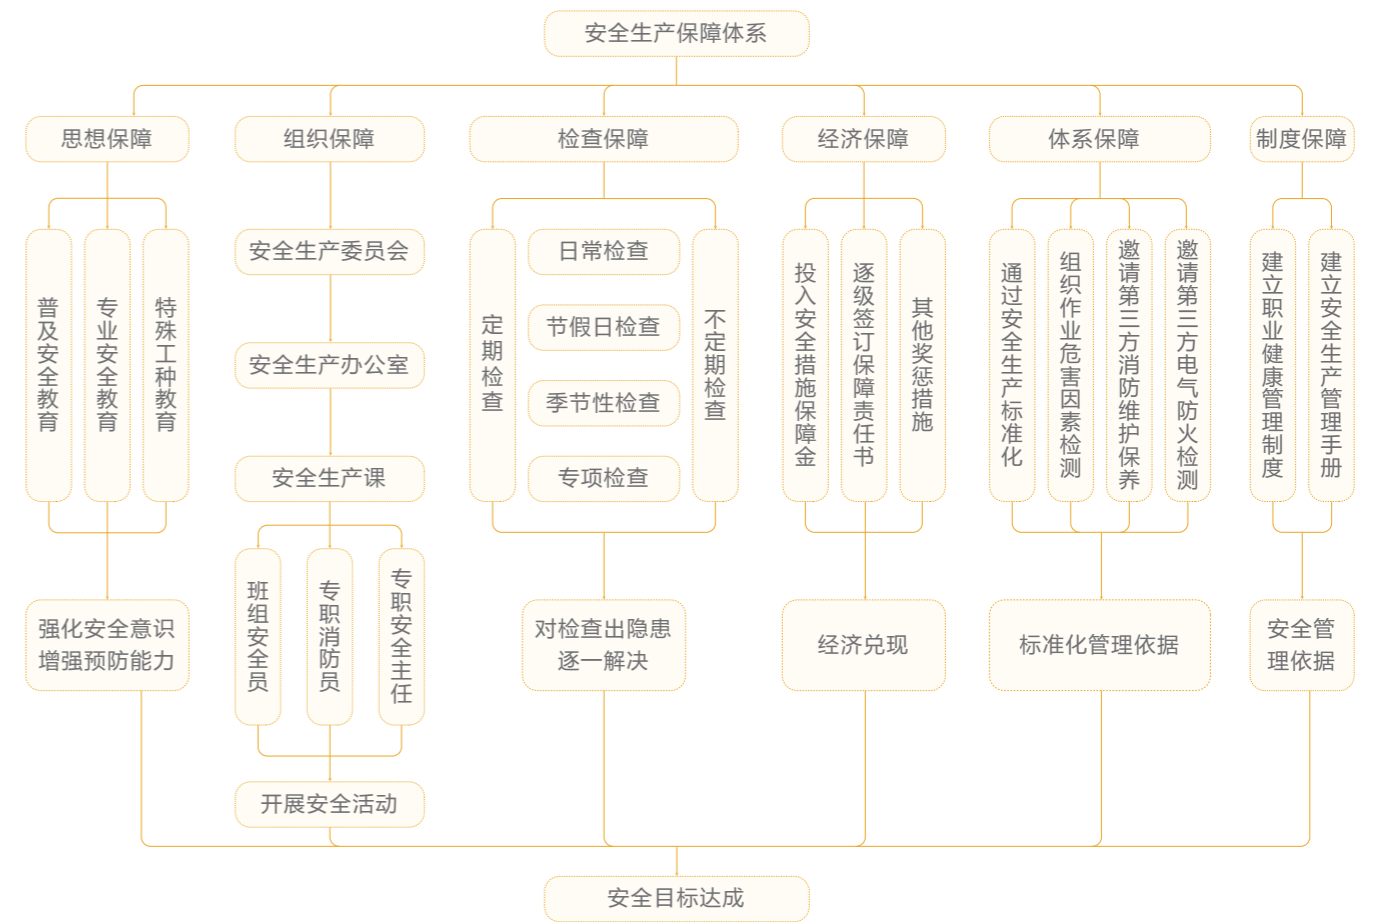 安全生产保障体系
思想保障
组织保障
检查保障
经济保障
体系保障
制度保障
普及安全教育
专业安全教育
特殊工种教育
安全生产委员会
安全生产办公室
安全生产课
定期检查
日常检查
节假日检查
季节性检查
专项检查
不定期检查
投入安全措施保障金
逐级签订保障责任书
其他奖惩措施
通过安全生产标准化
组织作业危害因素检测
邀请第三方消防维护保养
邀请第三方电气防火检测
建立职业健康管理制度
建立安全生产管理手册
班组安全员
专职消防员
专职安全主任
强化安全意识
增强预防能力
对检查出隐患
逐一解决
经济兑现
标准化管理依据
安全管
理依据
开展安全活动
安全目标达成